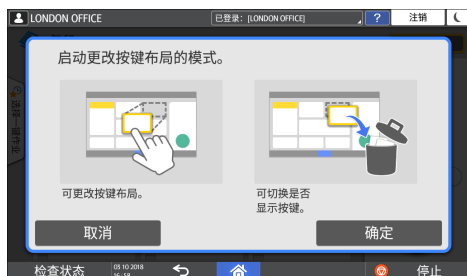 LONDON OFFICE
已登录: [LONDON OFFICE]
?
注销
启动更改按键布局的模式。
可更改按键布局。
可切换是否
显示按键。
取消
确定
检查状态
03 10 2018
停止